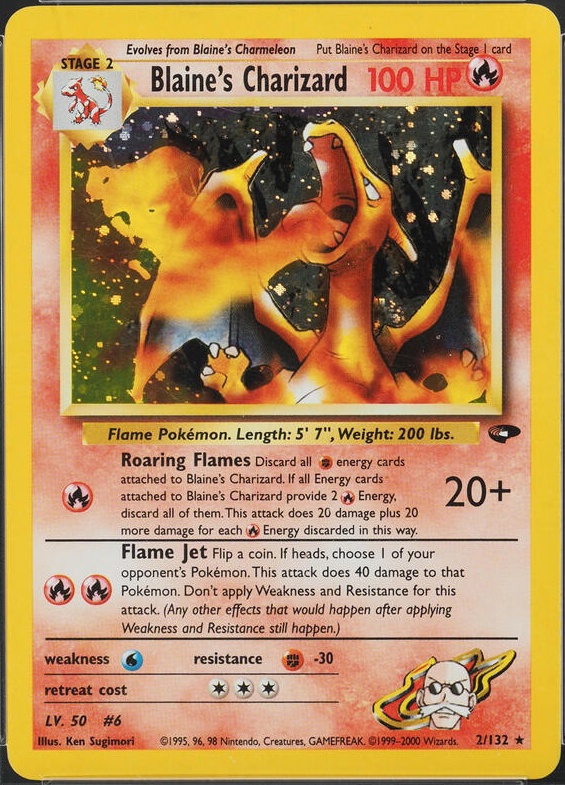 Evolves from Blaine's Charmeleon Put Blaine's Charizard on the Stage 1 card
STAGE 2
Blaine's Charizard 100 HP
Flame Pokémon. Length: 5' 7", Weight: 200 lbs.
Roaring Flames Discard all energy cards
attached to Blaine's Charizard. If all Energy cards
attached to Blaine's Charizard provide 2 Energy,
discard all of them. This attack does 20 damage plus 20
more damage for each Energy discarded in this way.
20+
Flame Jet Flip a coin. If heads, choose 1 of your
opponent's Pokémon. This attack does 40 damage to that
Pokémon. Don't apply Weakness and Resistance for this
attack. (Any other effects that would happen after applying
Weakness and Resistance still happen.)
weakness resistance -30
retreat cost
LV. 50 #6
Illus. Ken Sugimori ©1995, 96, 98 Nintendo, Creatures, GAMEFREAK. ©1999-2000 Wizards. 2/132 ★